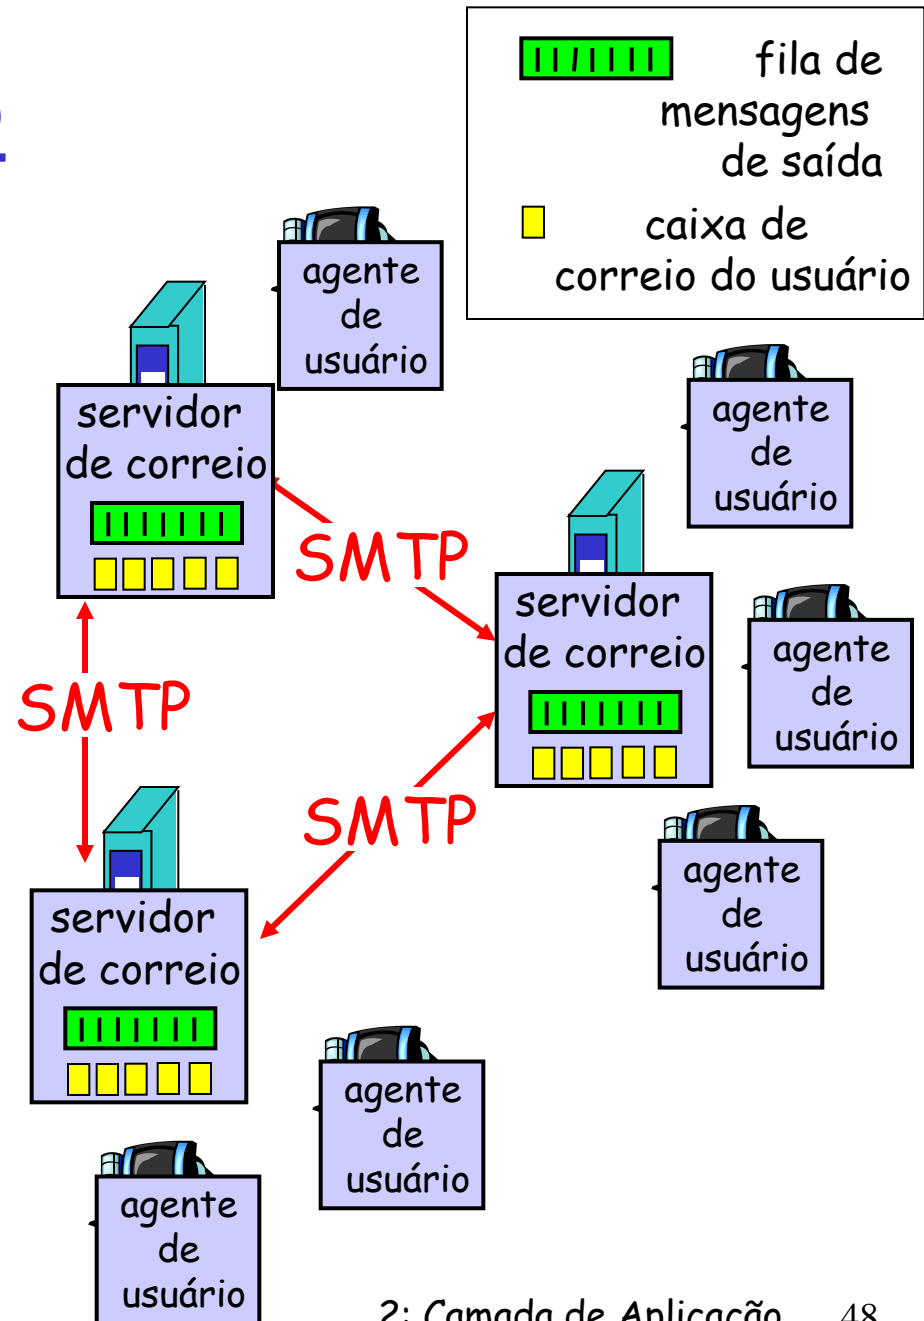 fila de
mensagens
de saída
caixa de
correio do usuário
agente
de
usuário
servidor
de correio
agente
de
usuário
SMTP
servidor
de correio
agente
de
usuário
SMTP
SMTP
agente
de
usuário
servidor
de correio
agente
de
usuário
agente
de
usuário
2: Camada de Aplicação 48